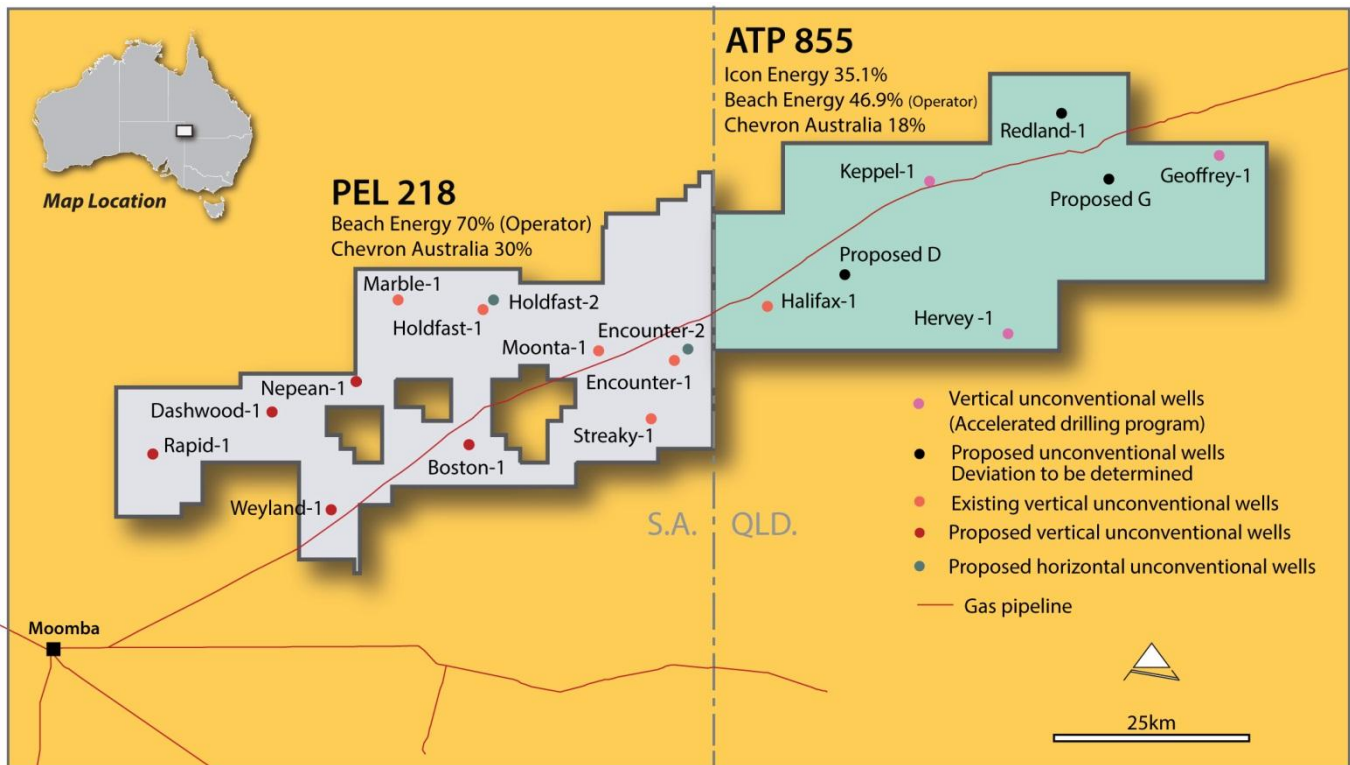 Map Location
ATP 855
Icon Energy 35.1%
Beach Energy 46.9% (Operator)
Chevron Australia 18%
PEL 218
Beach Energy 70% (Operator)
Chevron Australia 30%
Redland-1
Keppel-1
Geoffrey-1
Proposed G
Proposed D
Halifax-1
Hervey -1
Marble-1
Holdfast-2
Holdfast-1
Encounter-2
Moonta-1
Encounter-1
Nepean-1
Dashwood-1
Streaky-1
Rapid-1
Boston-1
Weyland-1
S.A.
QLD.
Vertical unconventional wells
(Accelerated drilling program)
Proposed unconventional wells
Deviation to be determined
Existing vertical unconventional wells
Proposed vertical unconventional wells
Proposed horizontal unconventional wells
Gas pipeline
Moomba
25km